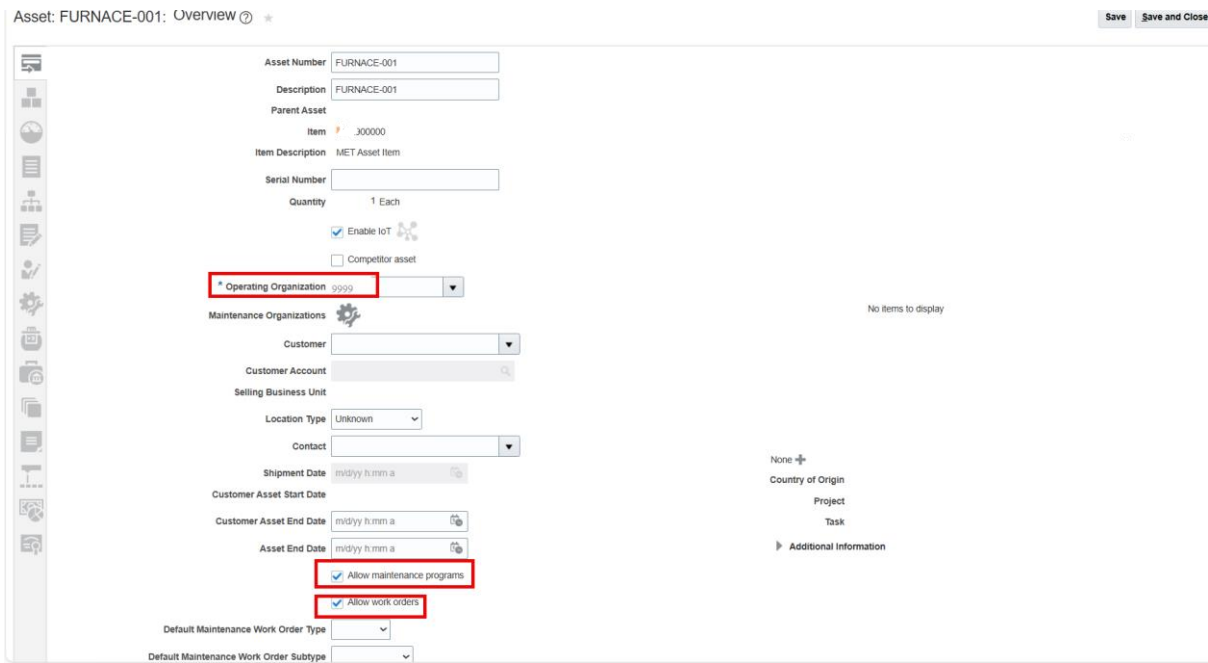 Asset: FURNACE-001: Overview
Save Save and Close
Asset Number FURNACE-001
Description FURNACE-001
Parent Asset
Item .900000
Item Description MET Asset Item
Serial Number
Quantity 1 Each
Enable IoT
Competitor asset
* Operating Organization 9999
Maintenance Organizations
No items to display
Customer
Customer Account
Selling Business Unit
Location Type Unknown
Contact
None
Shipment Date m/d/yy h:mm a
Country of Origin
Customer Asset Start Date
Project
Customer Asset End Date m/d/yy h:mm a
Task
Asset End Date m/d/yy h:mm a
Additional Information
Allow maintenance programs
Allow work orders
Default Maintenance Work Order Type
Default Maintenance Work Order Subtype